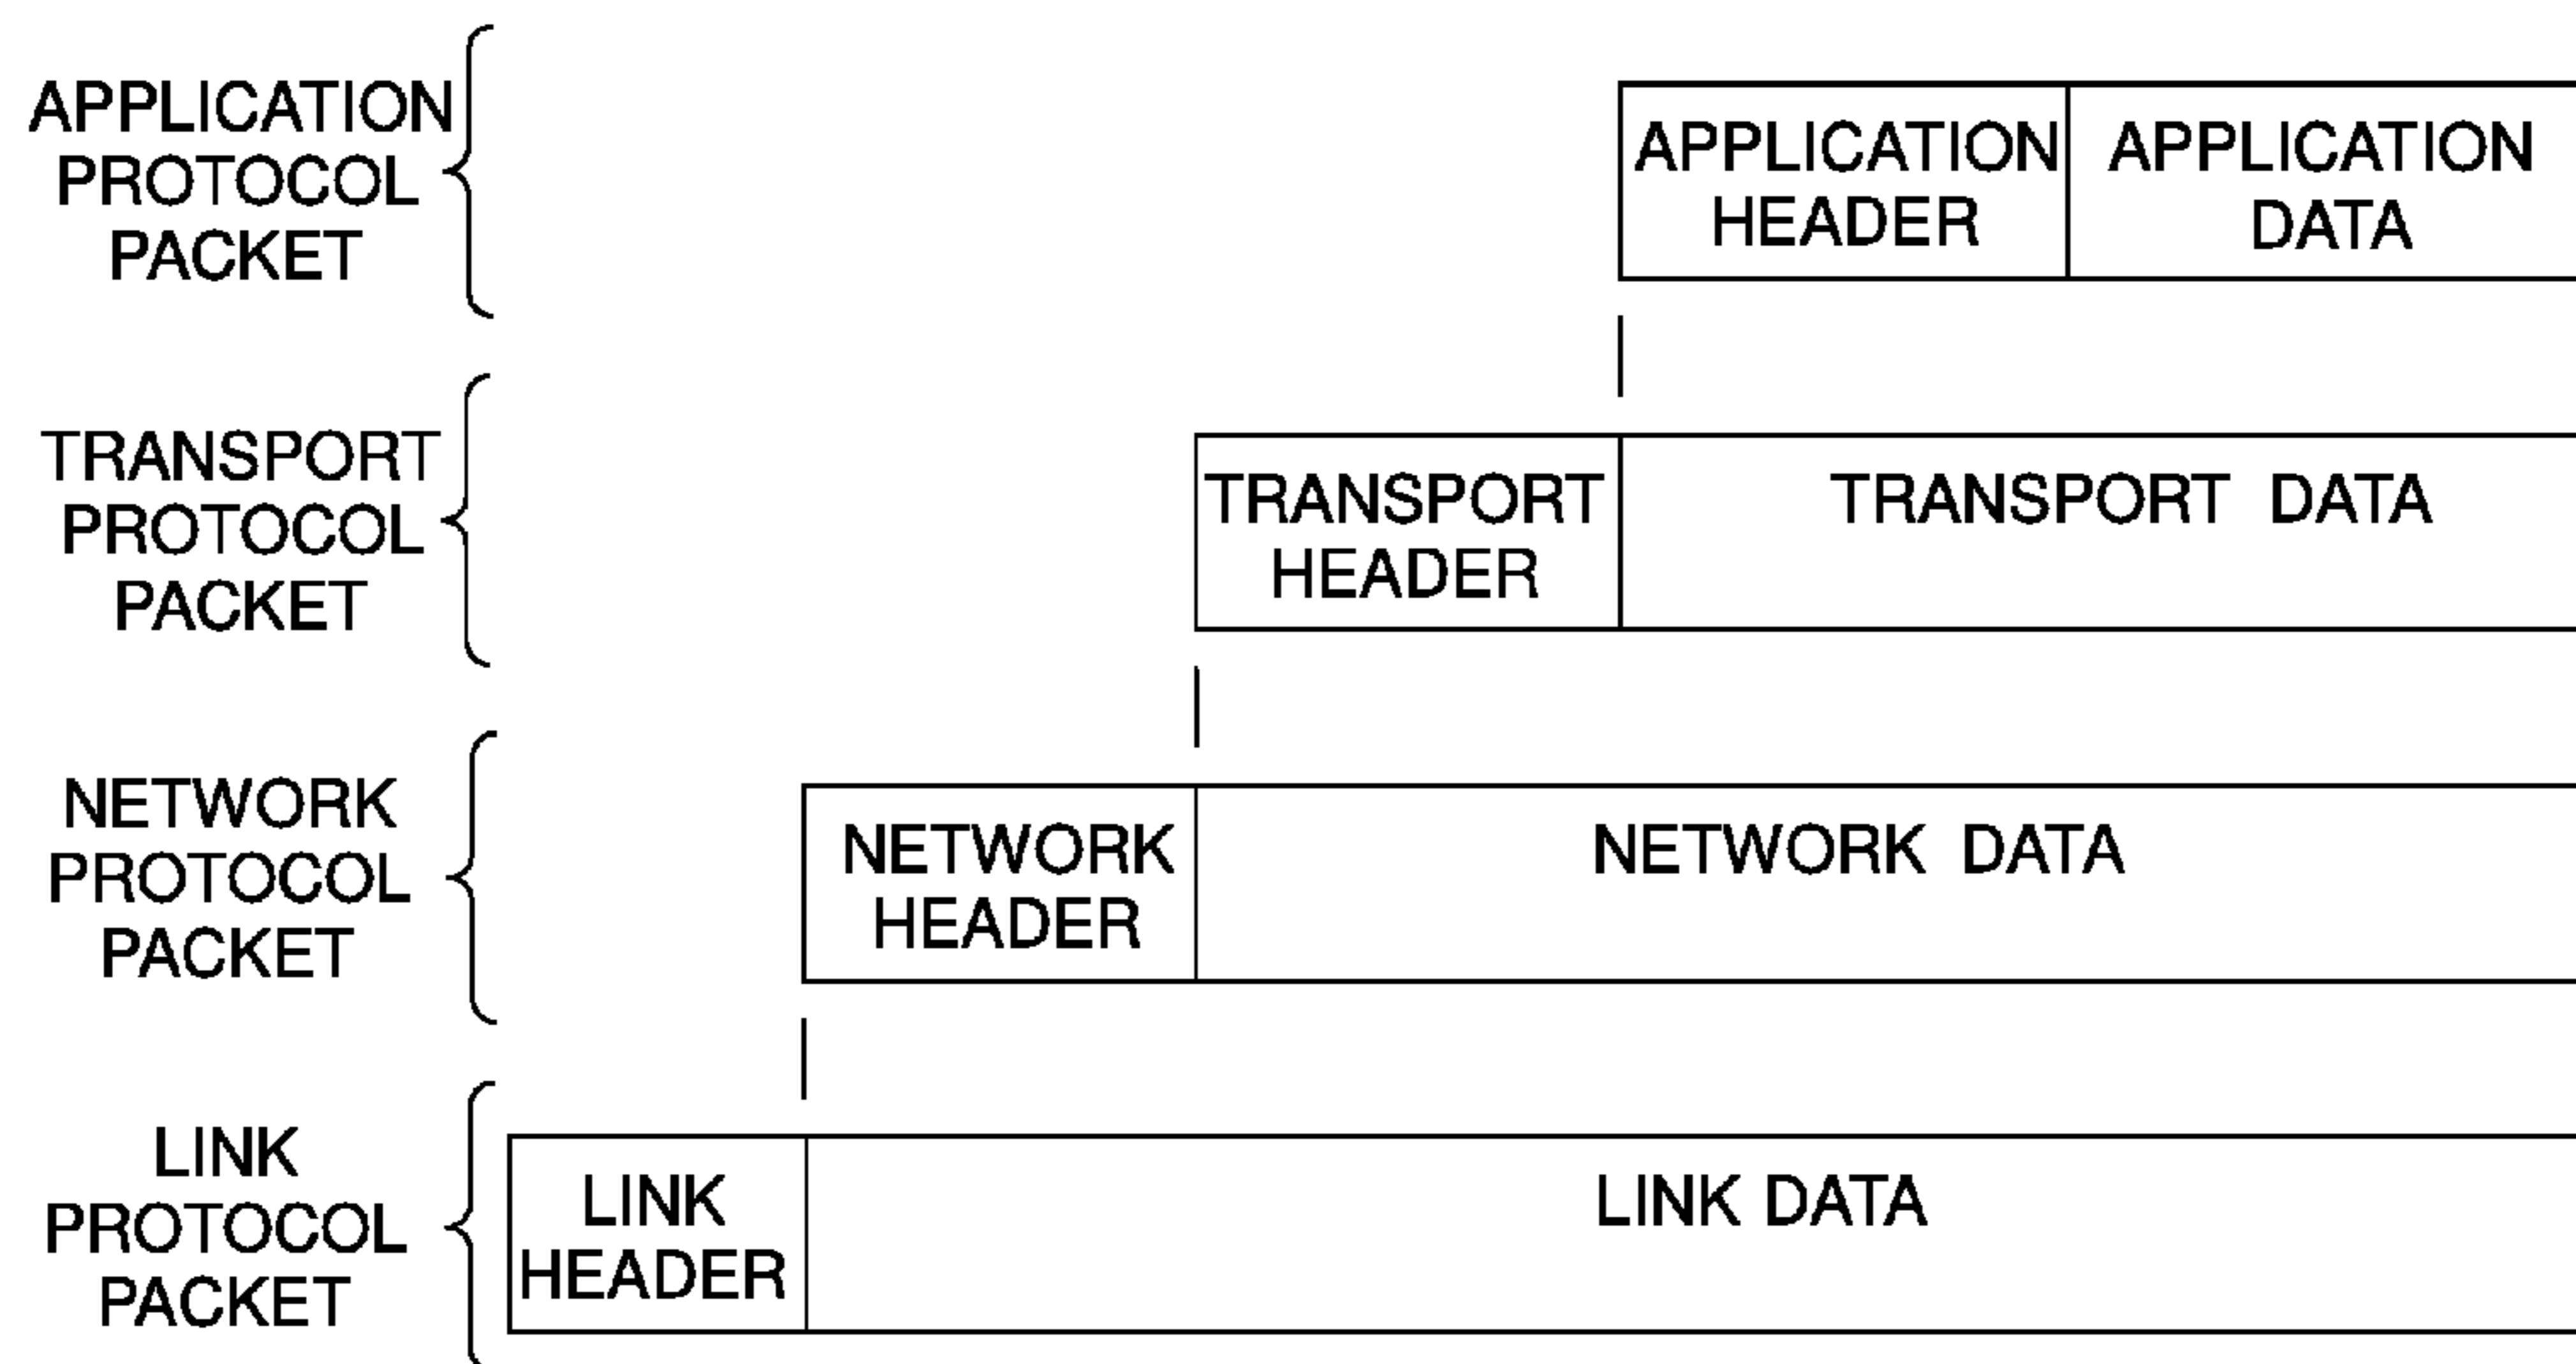 APPLICATION
PROTOCOL
PACKET
APPLICATION
HEADER
APPLICATION
DATA
TRANSPORT
PROTOCOL
PACKET
TRANSPORT
HEADER
TRANSPORT DATA
NETWORK
PROTOCOL
PACKET
NETWORK
HEADER
NETWORK DATA
LINK
PROTOCOL
PACKET
LINK
HEADER
LINK DATA